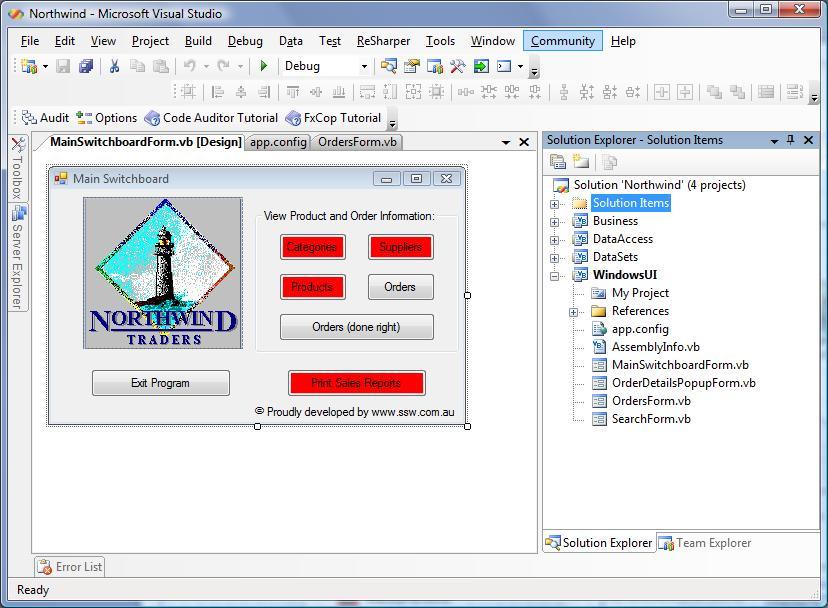 Northwind - Microsoft Visual Studio
File Edit View Project Build Debug Data Test ReSharper Tools Window Community Help
Debug
Audit Options Code Auditor Tutorial FxCop Tutorial
Toolbox
Server Explorer
MainSwitchboardForm.vb [Design] app.config OrdersForm.vb
Main Switchboard
NORTHWIND
TRADERS
View Product and Order Information:
Categories Suppliers
Products Orders
Orders (done right)
Exit Program Print Sales Reports
© Proudly developed by www.ssw.com.au
Error List
Solution Explorer - Solution Items
Solution 'Northwind' (4 projects)
Solution Items
Business
DataAccess
DataSets
WindowsUI
My Project
References
app.config
AssemblyInfo.vb
MainSwitchboardForm.vb
OrderDetailsPopupForm.vb
OrdersForm.vb
SearchForm.vb
Solution Explorer Team Explorer
Ready